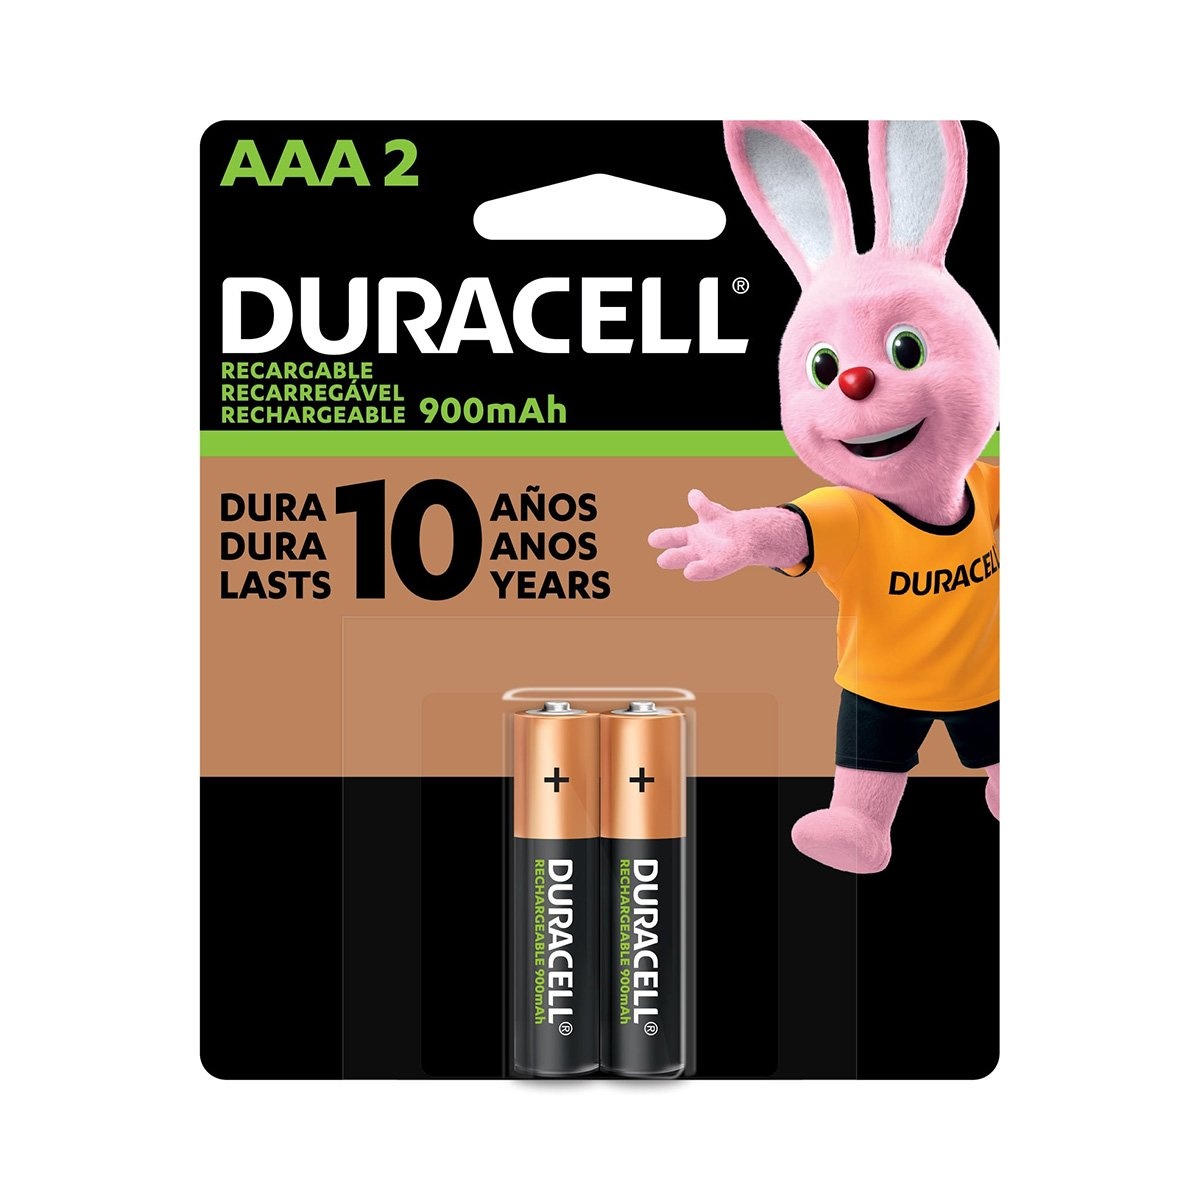 AAA 2
DURACELL®
RECARGABLE
RECARREGÁVEL
RECHARGEABLE 900mAh
DURA 10 AÑOS
DURA ANOS
LASTS YEARS
DURACELL
+ +
DURACELL®
RECHARGEABLE 900mAh
DURACELL®
RECHARGEABLE 900mAh